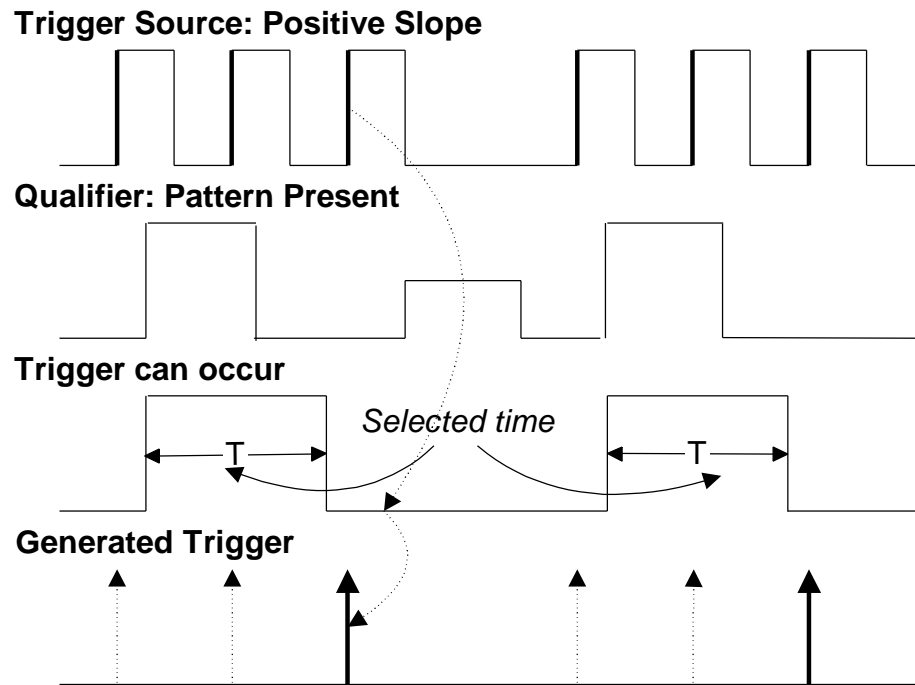 Trigger Source: Positive Slope
Qualifier: Pattern Present
Trigger can occur
Selected time
T
T
Generated Trigger